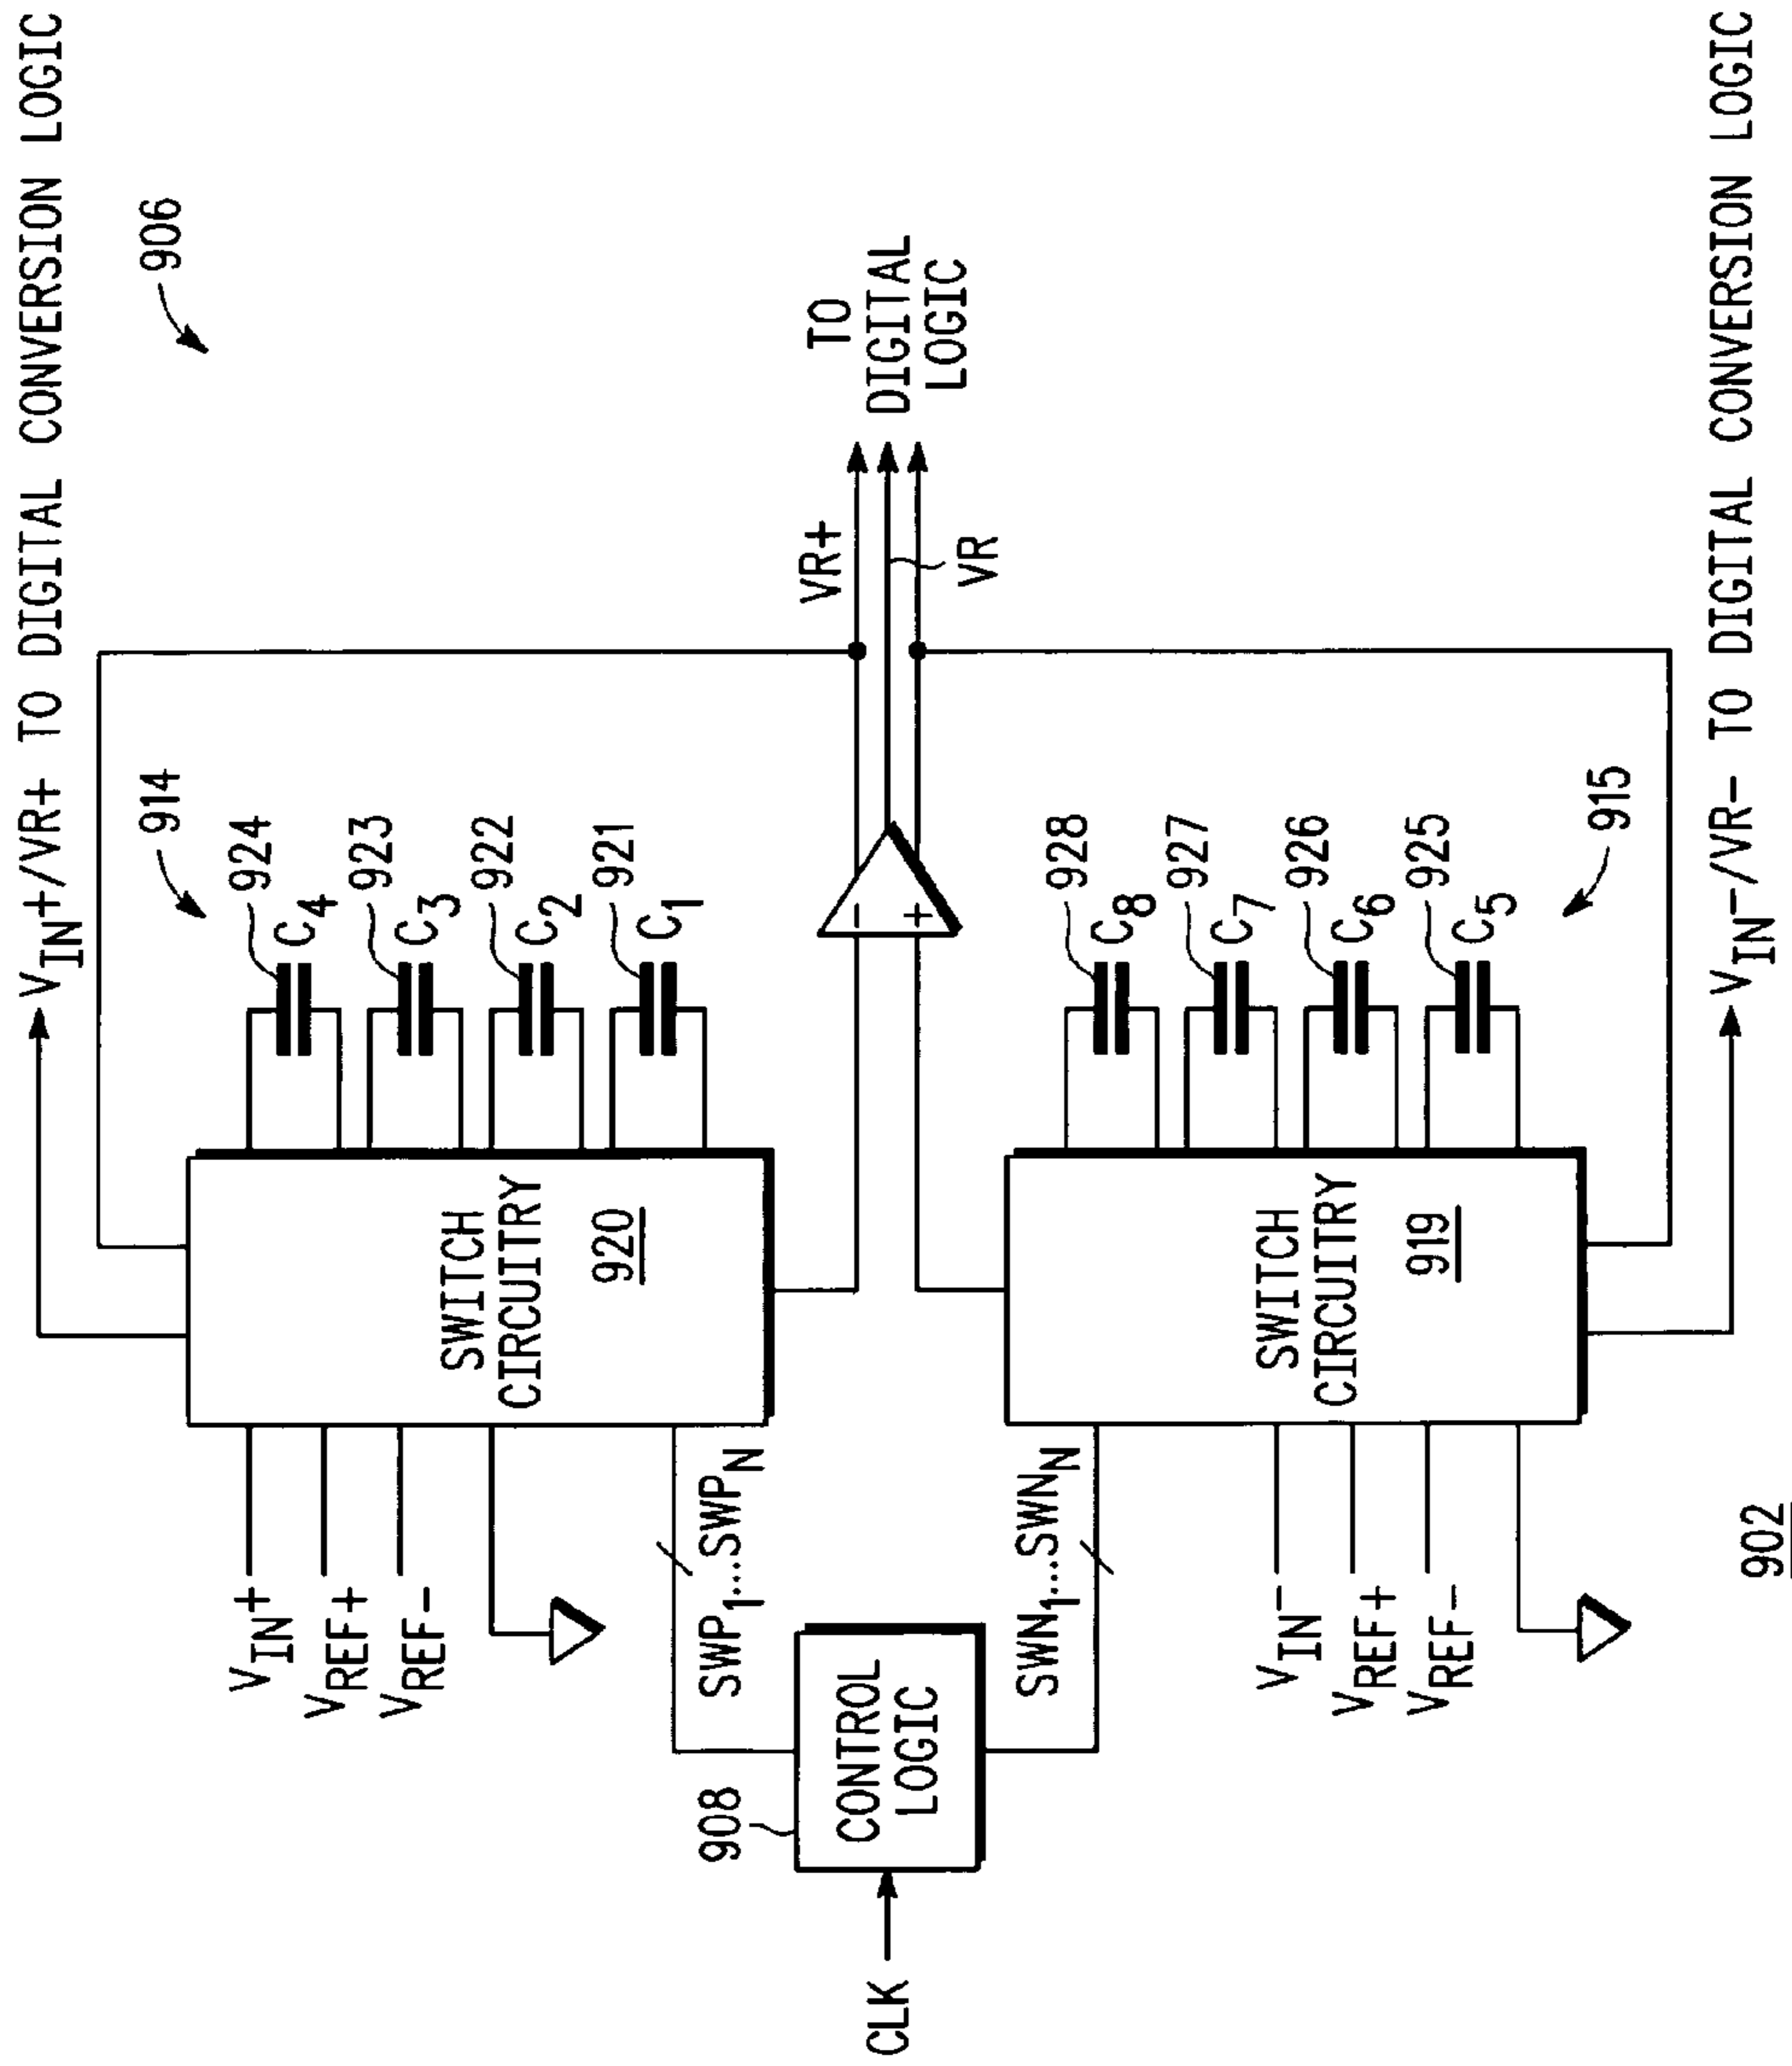 V_IN+/VR+ TO DIGITAL CONVERSION LOGIC
906
914
924
C4
923
C3
922
C2
921
C1
V_IN+
V_REF+
V_REF-
SWITCH
CIRCUITRY
920
SWP1...SWPN
908
CONTROL
LOGIC
CLK
VR+
-
+
VR
TO
DIGITAL
LOGIC
SWN1...SWNN
928
C8
927
C7
926
C6
925
C5
V_IN-
V_REF+
V_REF-
SWITCH
CIRCUITRY
919
915
V_IN-/VR- TO DIGITAL CONVERSION LOGIC
902